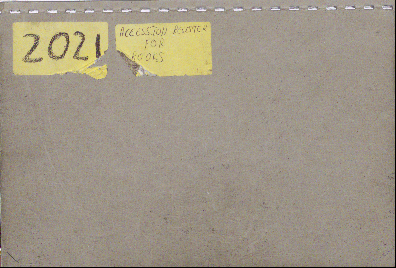 2021
ACCESSION REGISTER
FOR
BOOKS